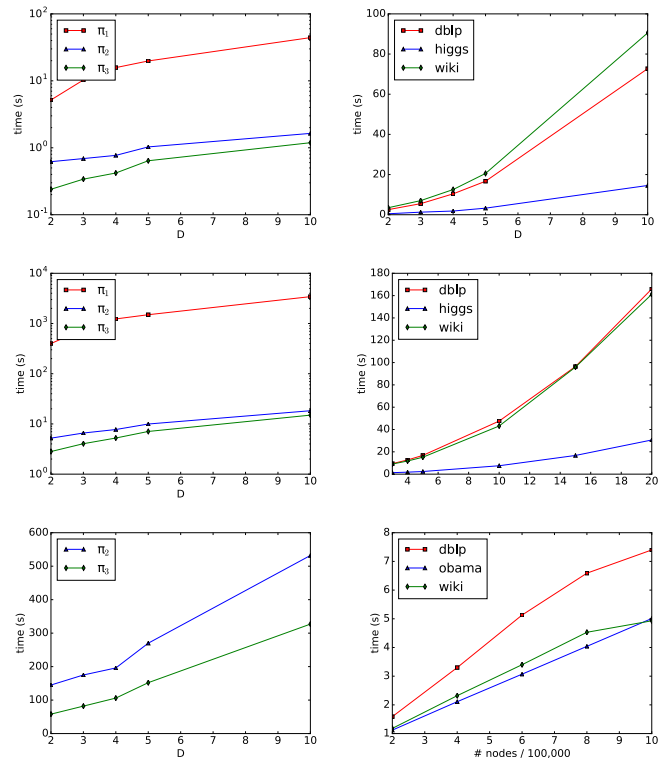 10²
π₁
π₂
π₃
10¹
time (s)
10⁰
10⁻¹
2 3 4 5 6 7 8 9 10
D
100
dblp
higgs
wiki
80
60
time (s)
40
20
0
2 3 4 5 6 7 8 9 10
D
10⁴
π₁
π₂
π₃
10³
time (s)
10²
10¹
10⁰
2 3 4 5 6 7 8 9 10
D
180
dblp
higgs
wiki
160
140
120
100
time (s)
80
60
40
20
0
4 6 8 10 12 14 16 18 20
600
π₂
π₃
500
400
time (s)
300
200
100
0
2 3 4 5 6 7 8 9 10
D
8
dblp
obama
wiki
7
6
5
time (s)
4
3
2
1
2 3 4 5 6 7 8 9 10
# nodes / 100,000